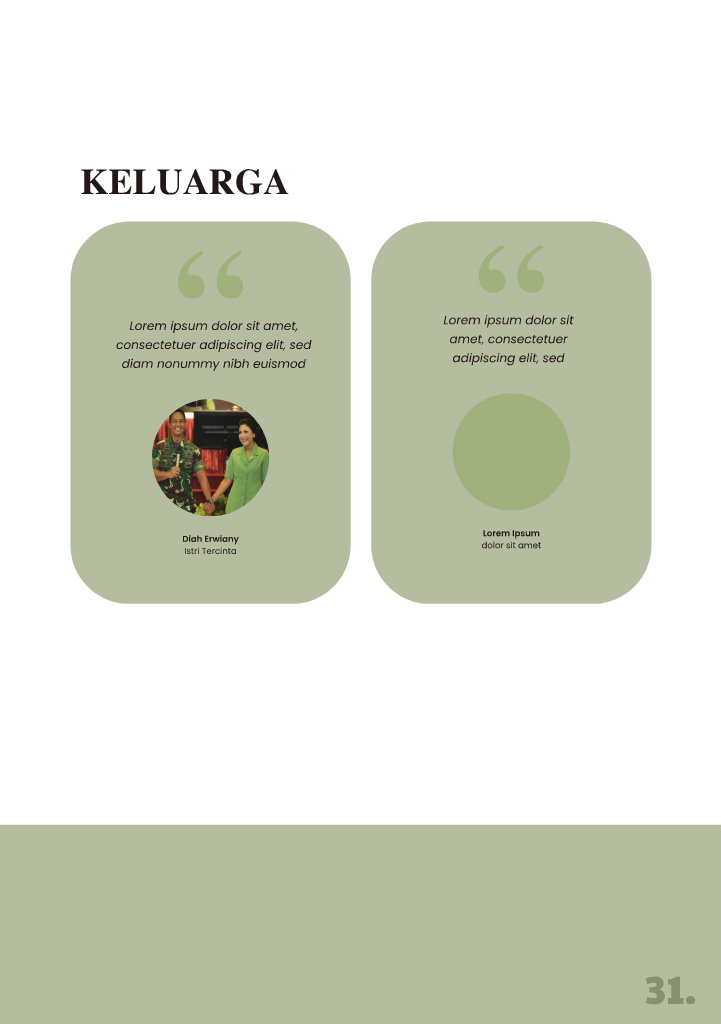 KELUARGA
“
Lorem ipsum dolor sit amet,
consectetuer adipiscing elit, sed
diam nonummy nibh euismod
Diah Erwiany
Istri Tercinta
“
Lorem ipsum dolor sit
amet, consectetuer
adipiscing elit, sed
Lorem Ipsum
dolor sit amet
31.